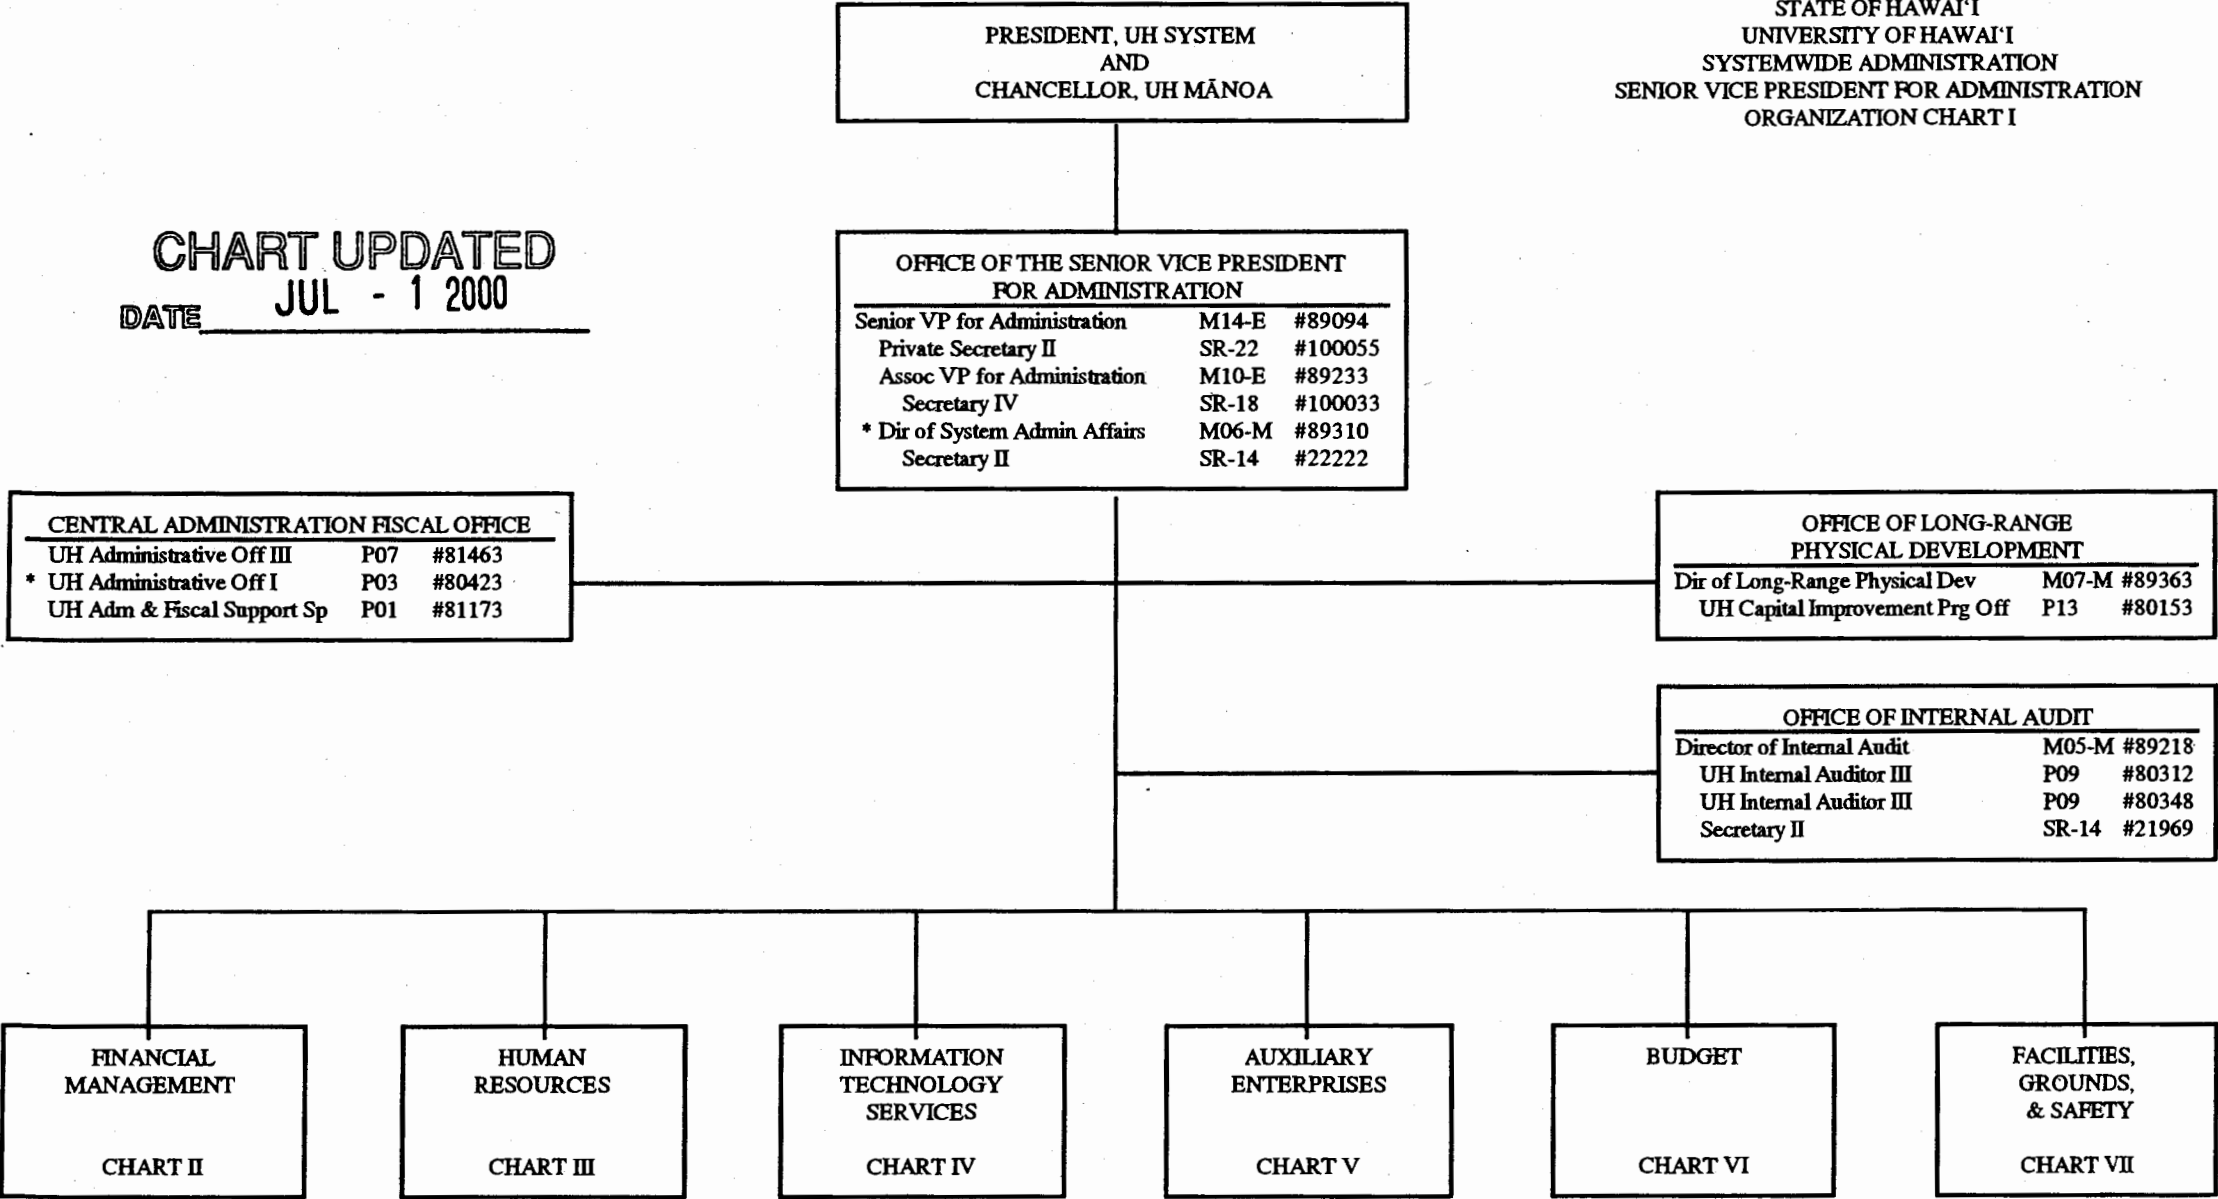 STATE OF HAWAIʻI
UNIVERSITY OF HAWAIʻI
SYSTEMWIDE ADMINISTRATION
SENIOR VICE PRESIDENT FOR ADMINISTRATION
ORGANIZATION CHART I
PRESIDENT, UH SYSTEM
AND
CHANCELLOR, UH MĀNOA
CHART UPDATED
DATE JUL - 1 2000
OFFICE OF THE SENIOR VICE PRESIDENT
FOR ADMINISTRATION
Senior VP for Administration M14-E #89094
Private Secretary II SR-22 #100055
Assoc VP for Administration M10-E #89233
Secretary IV SR-18 #100033
* Dir of System Admin Affairs M06-M #89310
Secretary II SR-14 #22222
CENTRAL ADMINISTRATION FISCAL OFFICE
UH Administrative Off III P07 #81463
* UH Administrative Off I P03 #80423
UH Adm & Fiscal Support Sp P01 #81173
OFFICE OF LONG-RANGE
PHYSICAL DEVELOPMENT
Dir of Long-Range Physical Dev M07-M #89363
UH Capital Improvement Prg Off P13 #80153
OFFICE OF INTERNAL AUDIT
Director of Internal Audit M05-M #89218
UH Internal Auditor III P09 #80312
UH Internal Auditor III P09 #80348
Secretary II SR-14 #21969
FINANCIAL
MANAGEMENT
CHART II
HUMAN
RESOURCES
CHART III
INFORMATION
TECHNOLOGY
SERVICES
CHART IV
AUXILIARY
ENTERPRISES
CHART V
BUDGET
CHART VI
FACILITIES,
GROUNDS,
& SAFETY
CHART VII